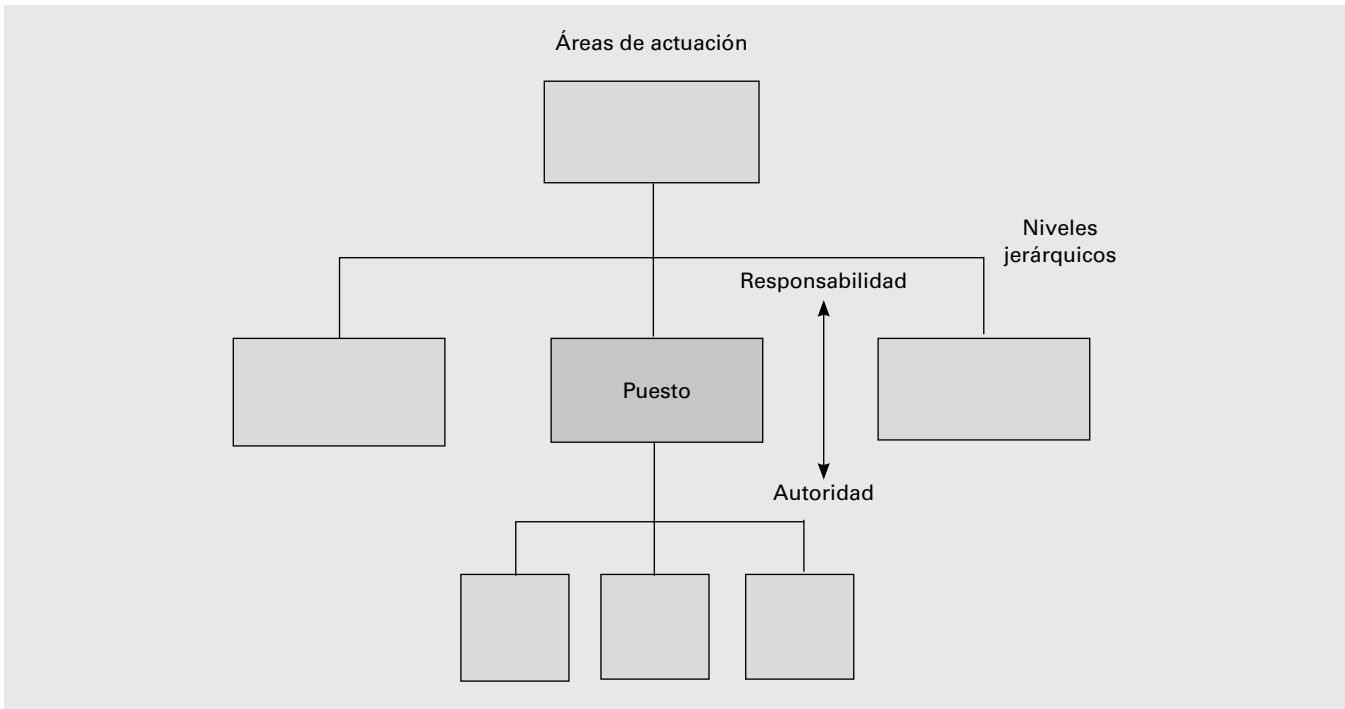 Áreas de actuación
Niveles
jerárquicos
Responsabilidad
Puesto
Autoridad